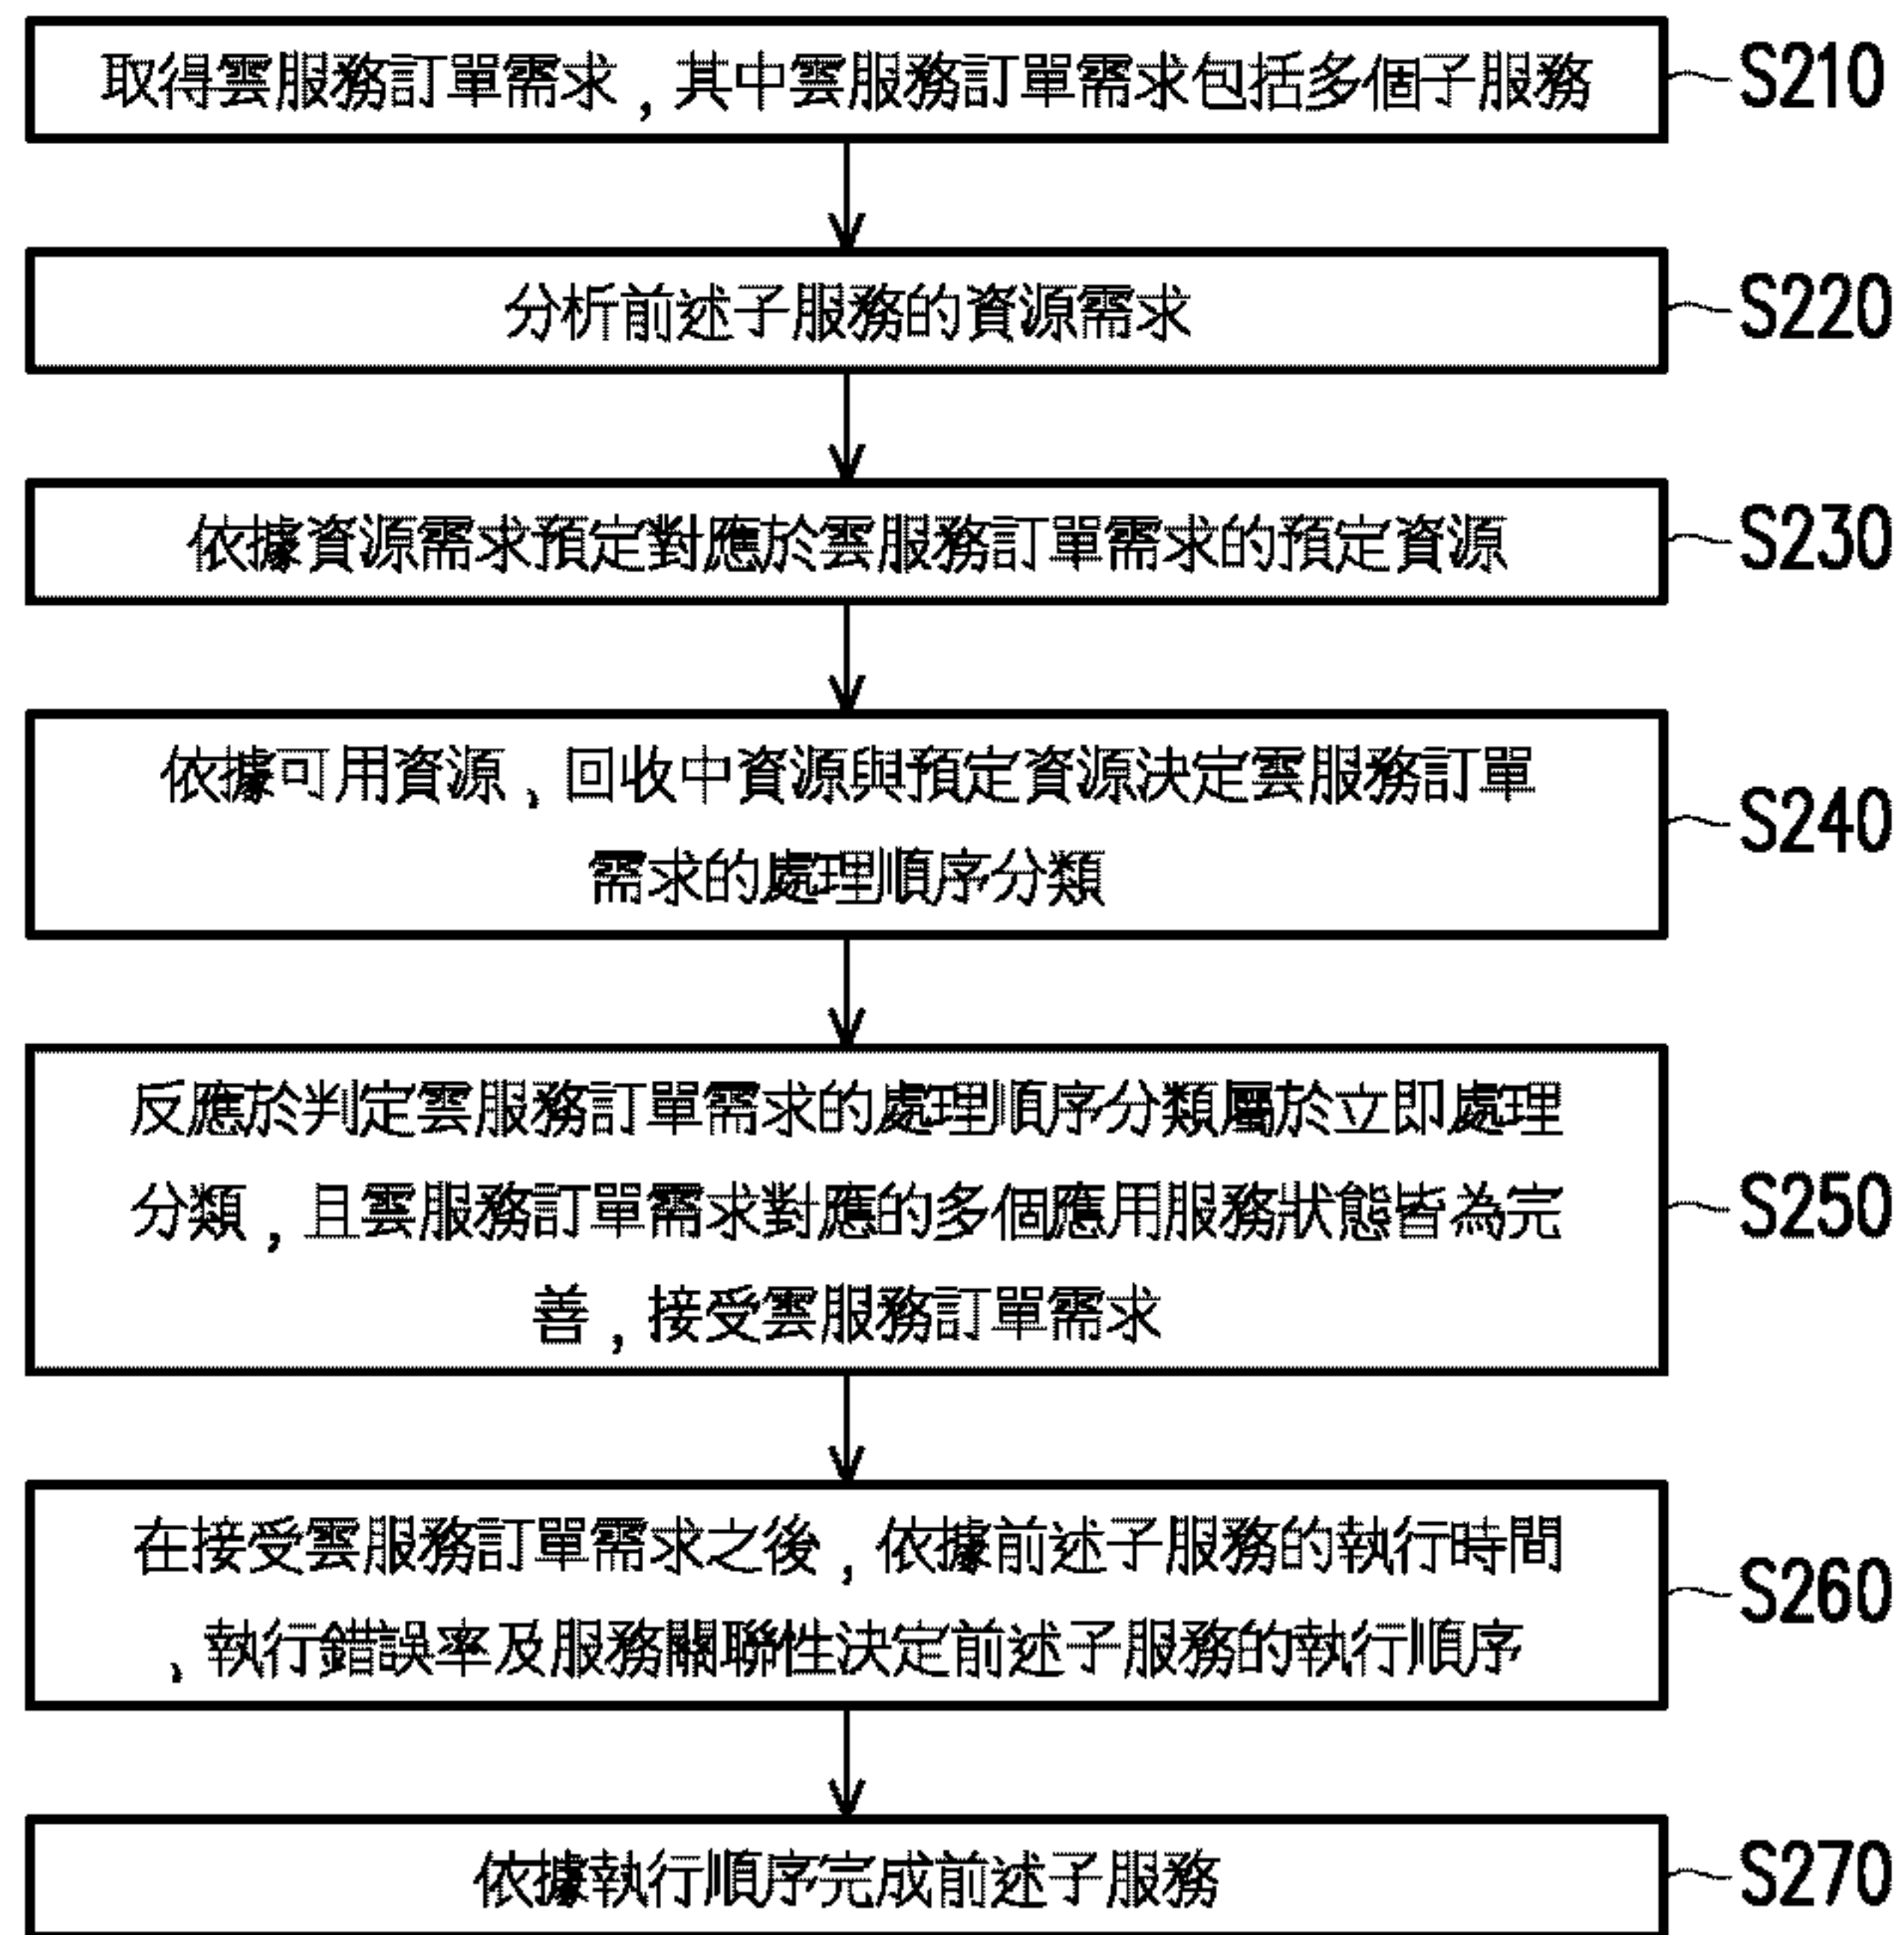 取得雲服務訂單需求，其中雲服務訂單需求包括多個子服務
S210
分析前述子服務的資源需求
S220
依據資源需求預定對應於雲服務訂單需求的預定資源
S230
依據可用資源、回收中資源與預定資源決定雲服務訂單
需求的處理順序分類
S240
反應於判定雲服務訂單需求的處理順序分類屬於立即處理
分類，且雲服務訂單需求對應的多個應用服務狀態皆為完
善，接受雲服務訂單需求
S250
在接受雲服務訂單需求之後，依據前述子服務的執行時間
、執行錯誤率及服務關聯性決定前述子服務的執行順序
S260
依據執行順序完成前述子服務
S270